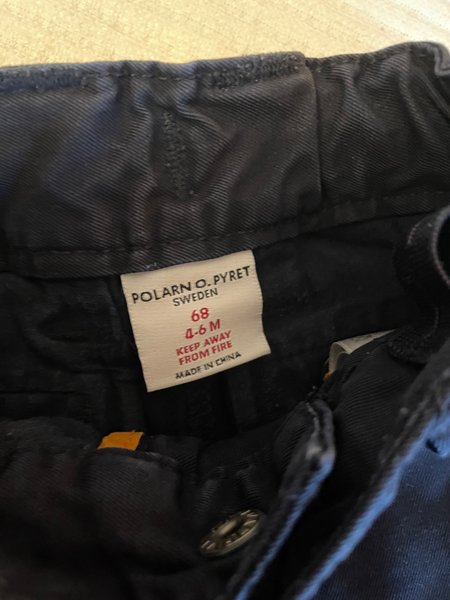 POLARN O. PYRET
SWEDEN
68
4-6 M
KEEP AWAY
FROM FIRE
MADE IN CHINA